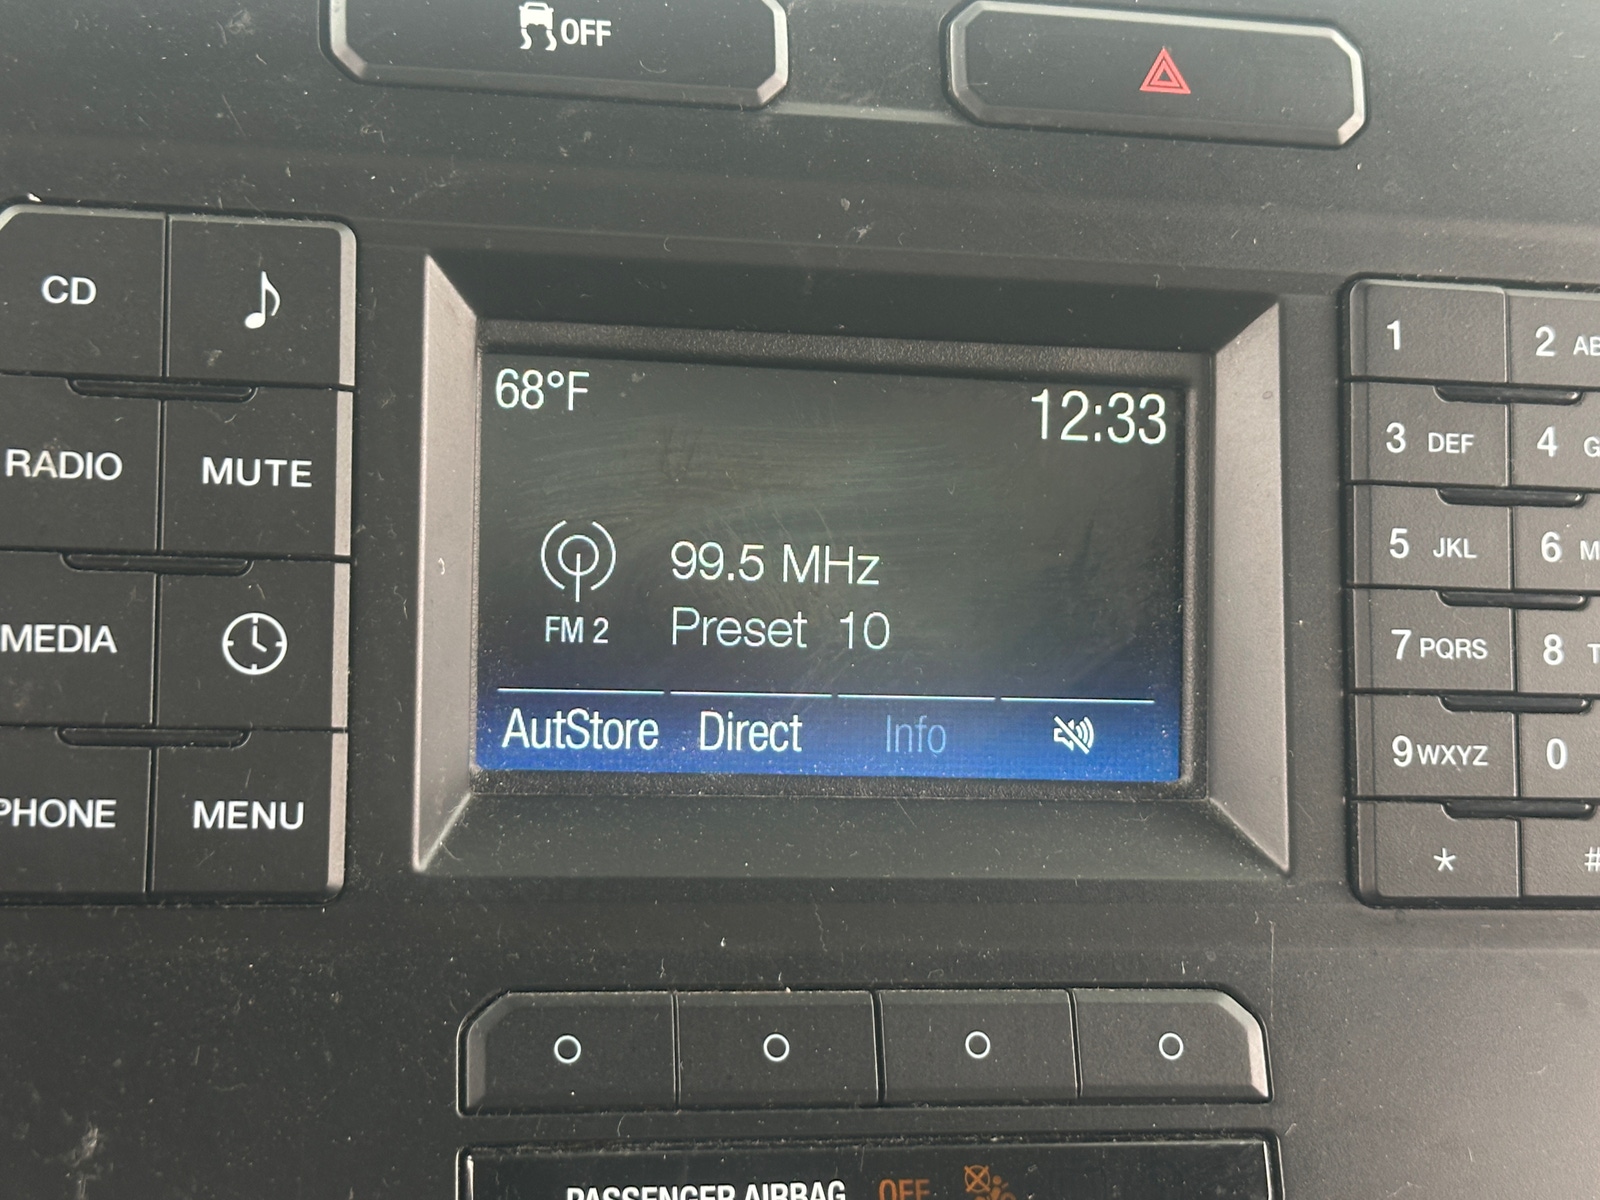 OFF
CD
RADIO
MUTE
MEDIA
PHONE
MENU
68°F
12:33
99.5 MHz
FM 2
Preset 10
AutStore Direct Info
1
2 AB
3 DEF
4 G
5 JKL
6 M
7 PQRS
8 T
9 WXYZ
0
*
#
PASSENGER AIRBAG OFF